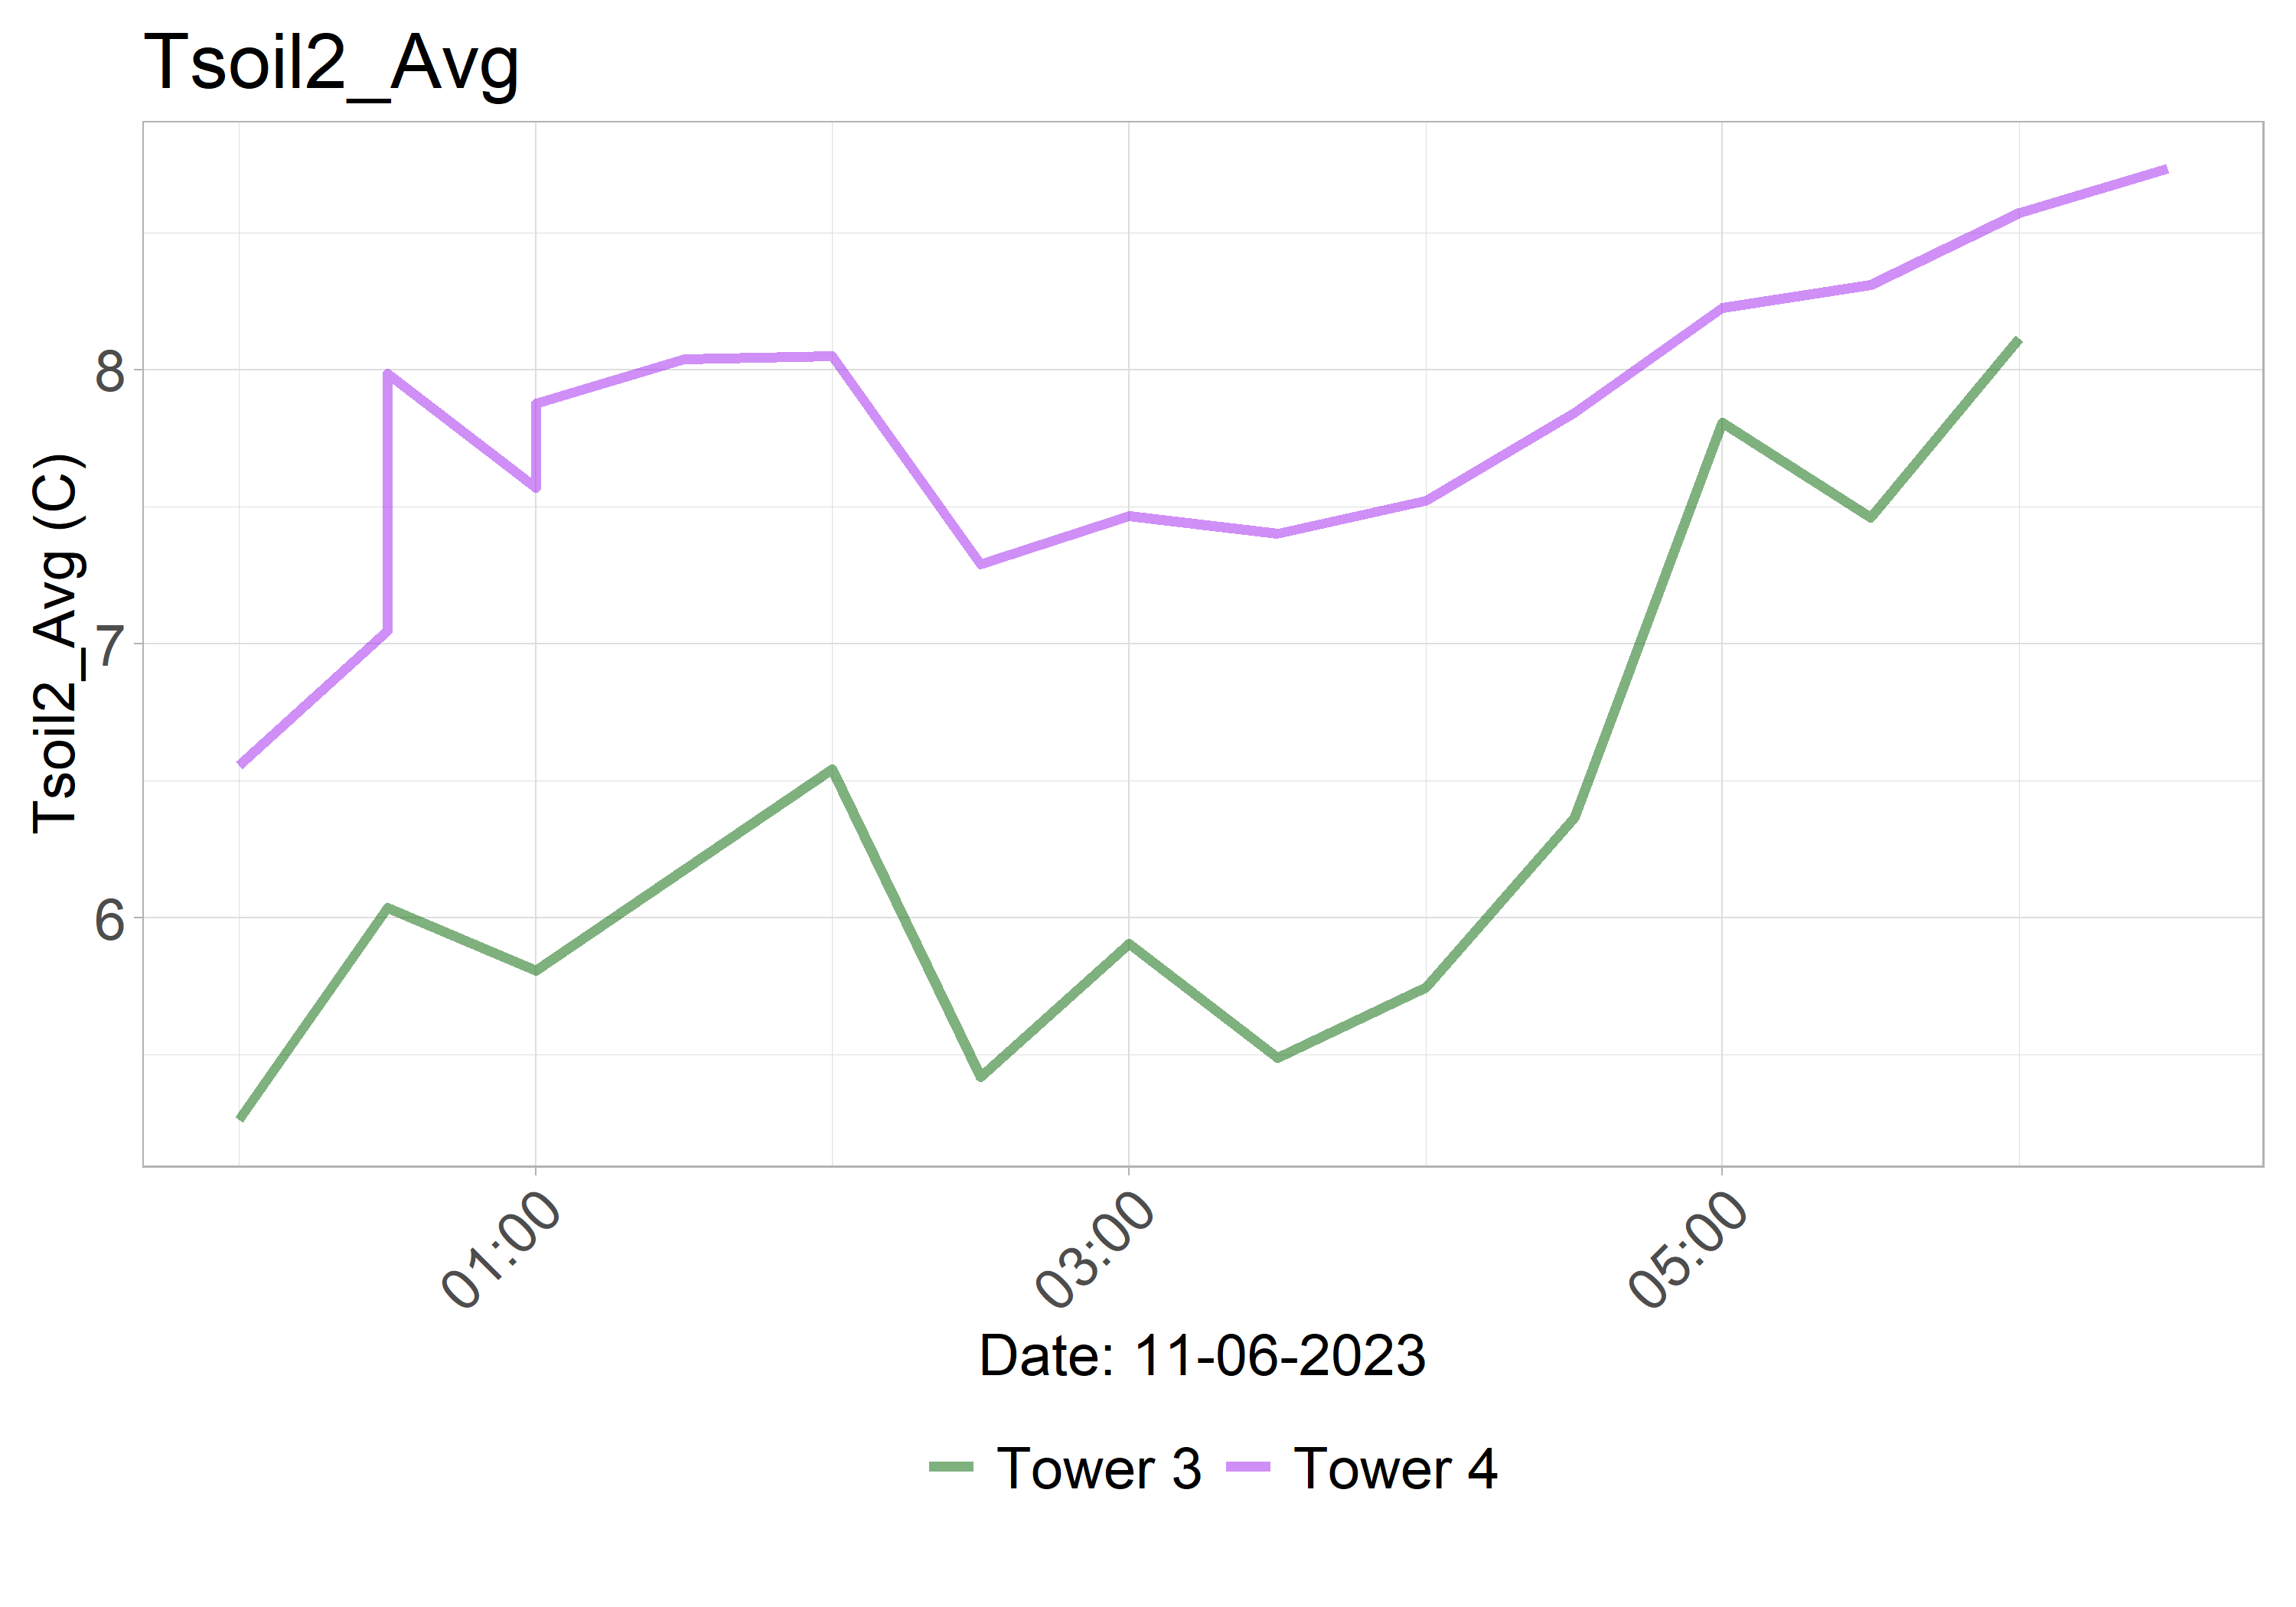 Tsoil2_Avg
Tsoil2_Avg (C)
8
7
6
01:00
03:00
05:00
Date: 11-06-2023
Tower 3
Tower 4